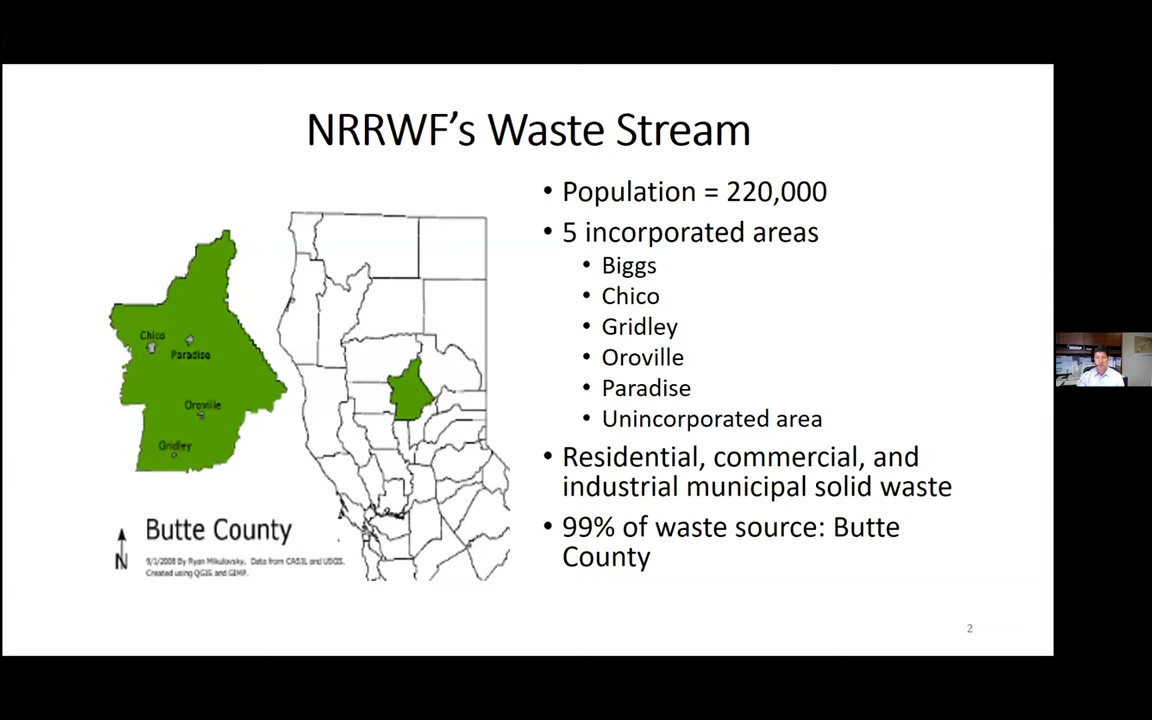 NRRWF's Waste Stream
Chico
Paradise
Oroville
Gridley
Butte County
N
9/1/2008 By Ryan Mikulovsky. Data from CASIL and USGS.
Created using QGIS and GIMP.
• Population = 220,000
• 5 incorporated areas
• Biggs
• Chico
• Gridley
• Oroville
• Paradise
• Unincorporated area
• Residential, commercial, and
industrial municipal solid waste
• 99% of waste source: Butte
County
2